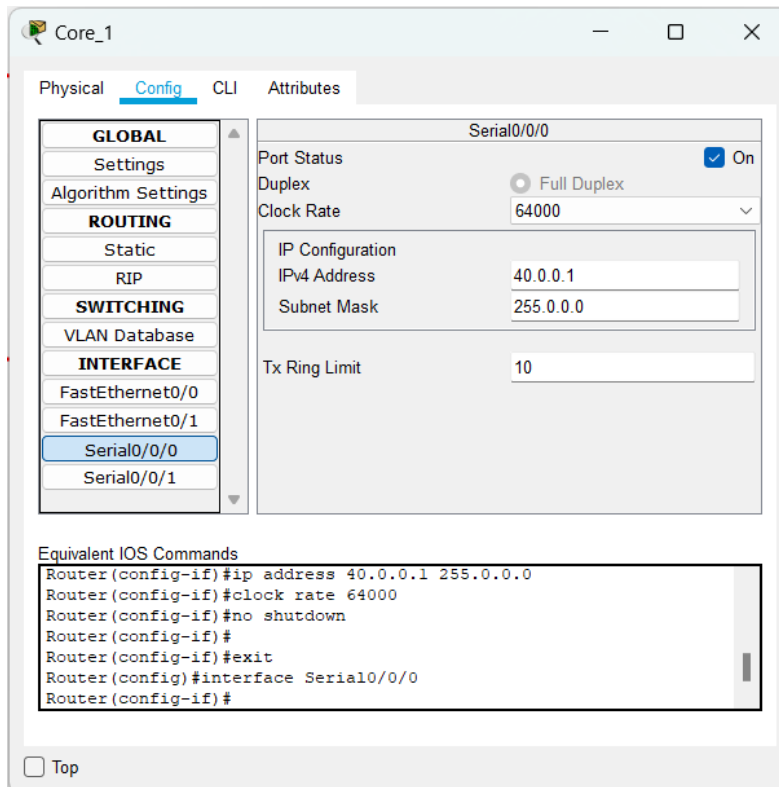 Core_1
Physical Config CLI Attributes
GLOBAL
Settings
Algorithm Settings
ROUTING
Static
RIP
SWITCHING
VLAN Database
INTERFACE
FastEthernet0/0
FastEthernet0/1
Serial0/0/0
Serial0/0/1
Serial0/0/0
Port Status On
Duplex Full Duplex
Clock Rate 64000
IP Configuration
IPv4 Address 40.0.0.1
Subnet Mask 255.0.0.0
Tx Ring Limit 10
Equivalent IOS Commands
Router(config-if)#ip address 40.0.0.1 255.0.0.0
Router(config-if)#clock rate 64000
Router(config-if)#no shutdown
Router(config-if)#
Router(config-if)#exit
Router(config)#interface Serial0/0/0
Router(config-if)#
Top